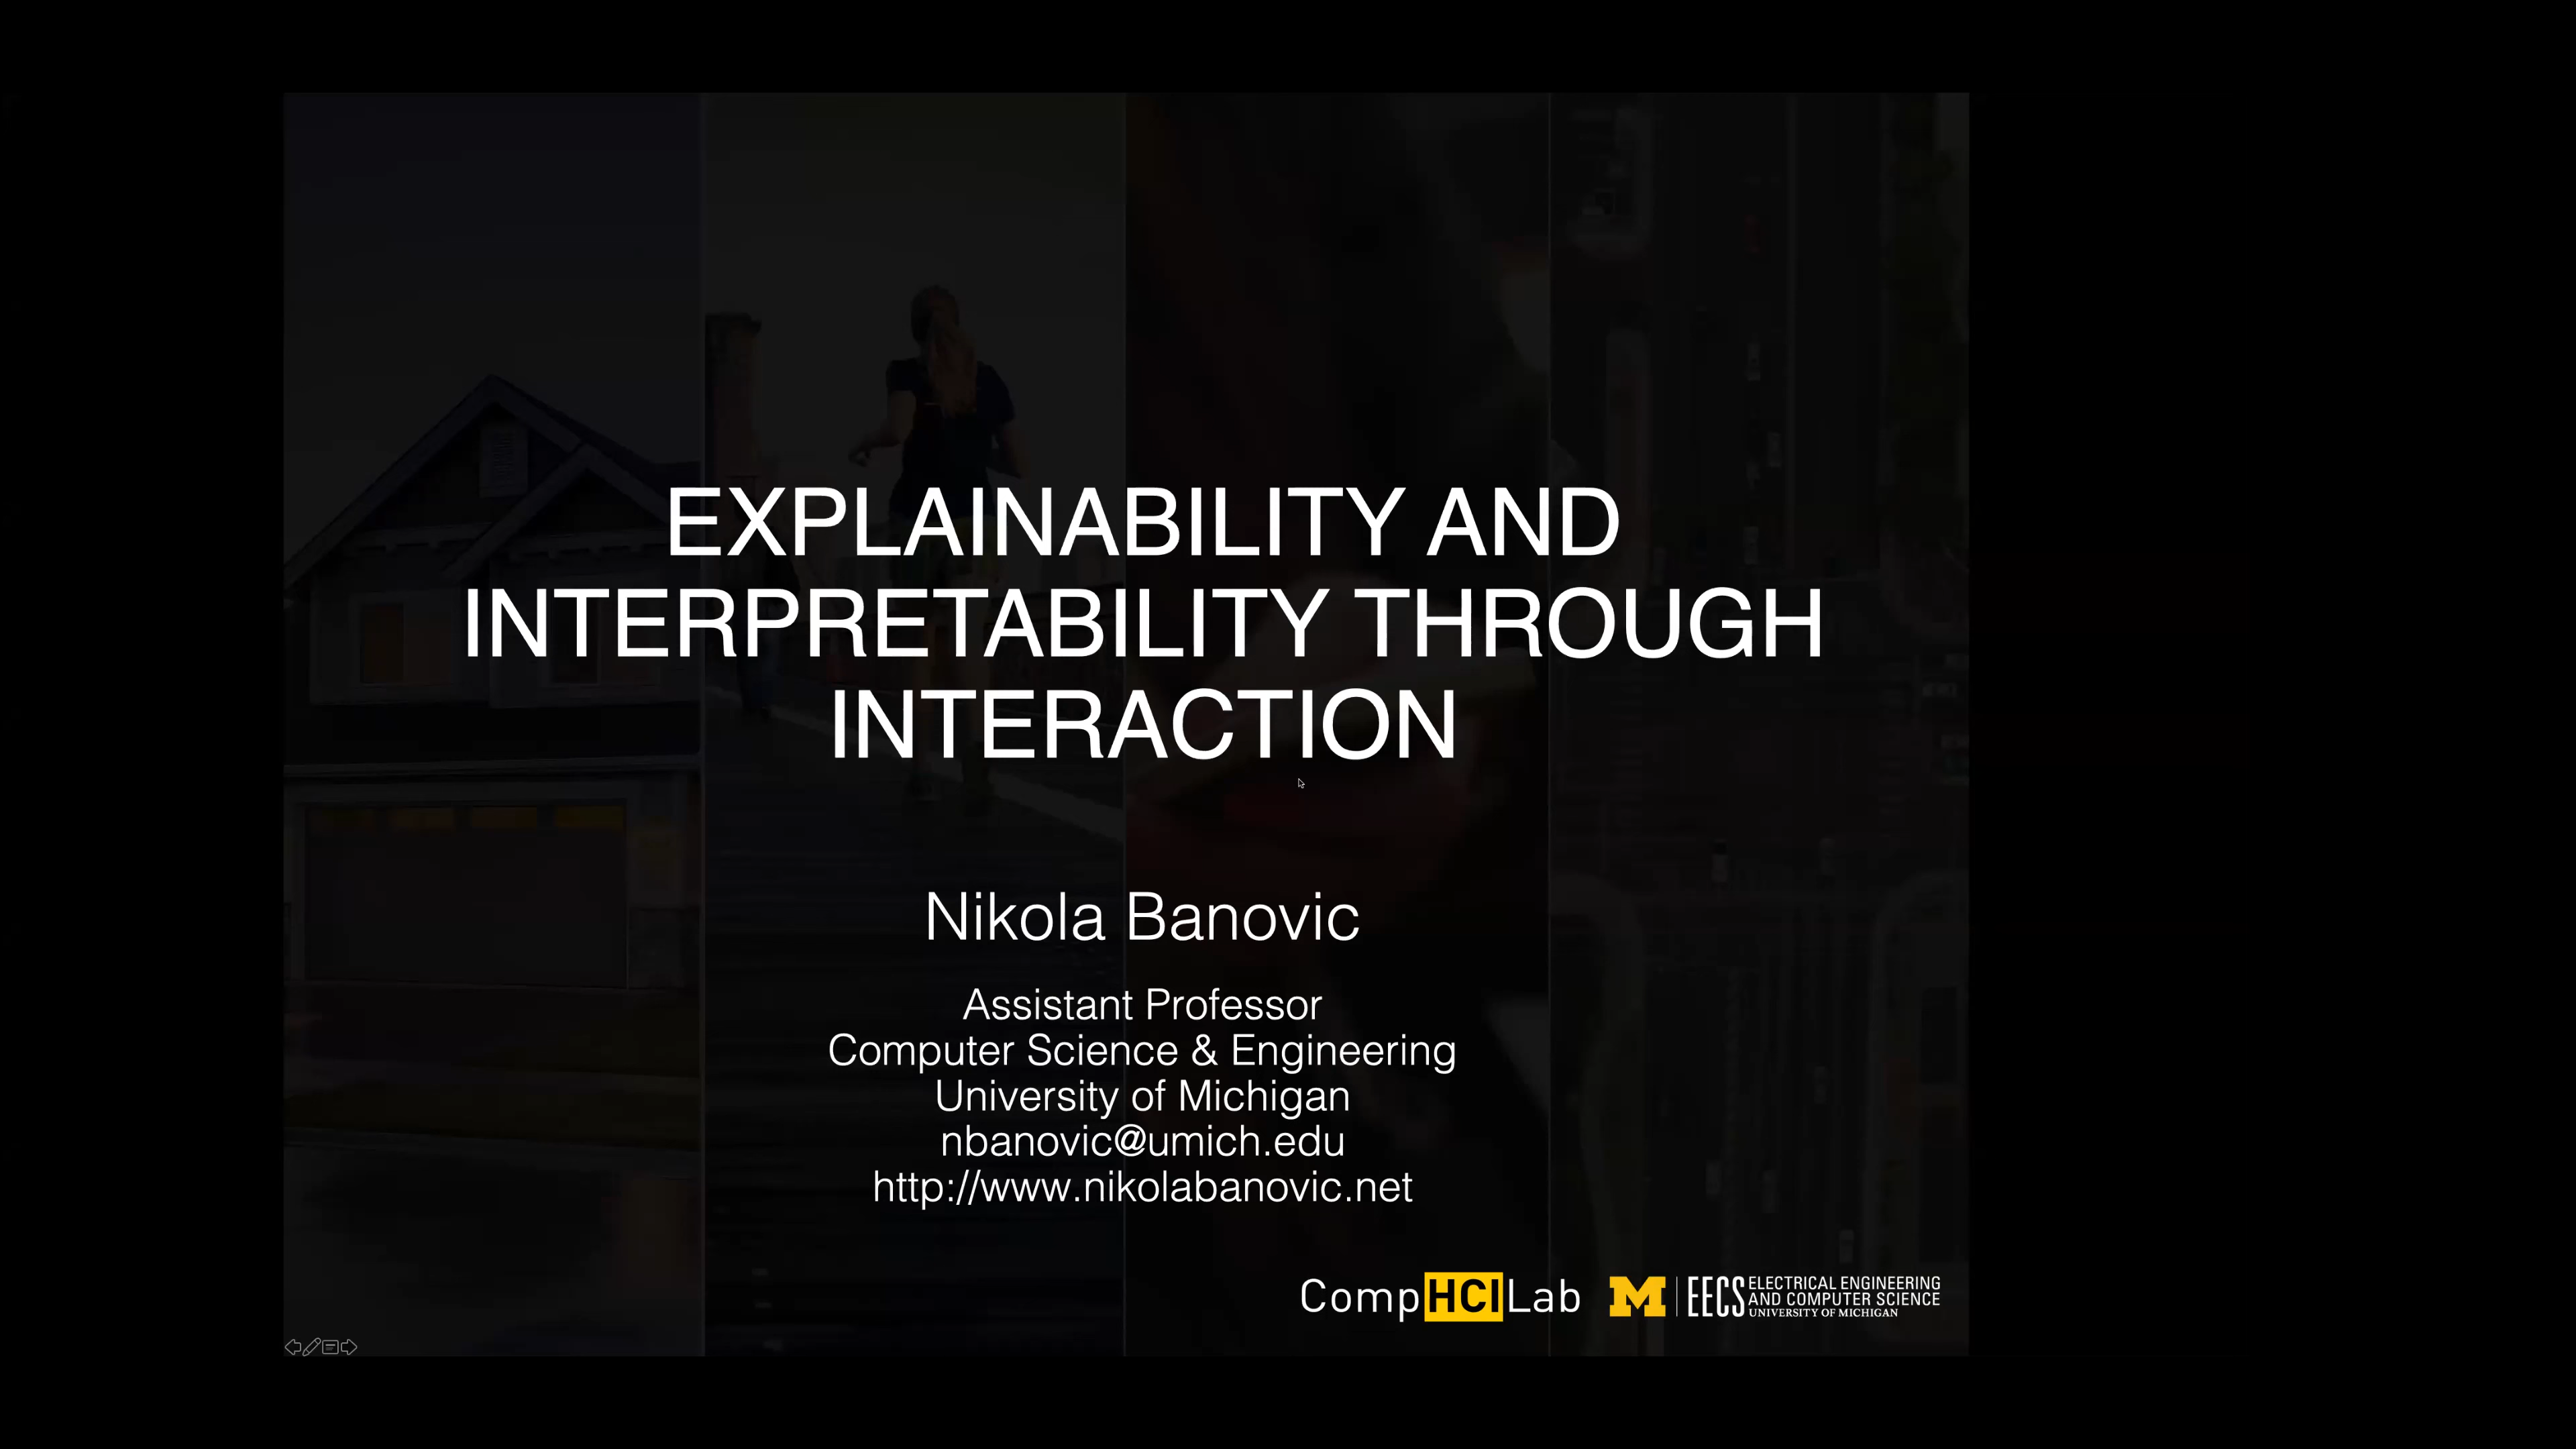 EXPLAINABILITY AND
INTERPRETABILITY THROUGH
INTERACTION
Nikola Banovic
Assistant Professor
Computer Science & Engineering
University of Michigan
nbanovic@umich.edu
http://www.nikolabanovic.net
CompHCILab
M EECS ELECTRICAL ENGINEERING
AND COMPUTER SCIENCE
UNIVERSITY OF MICHIGAN